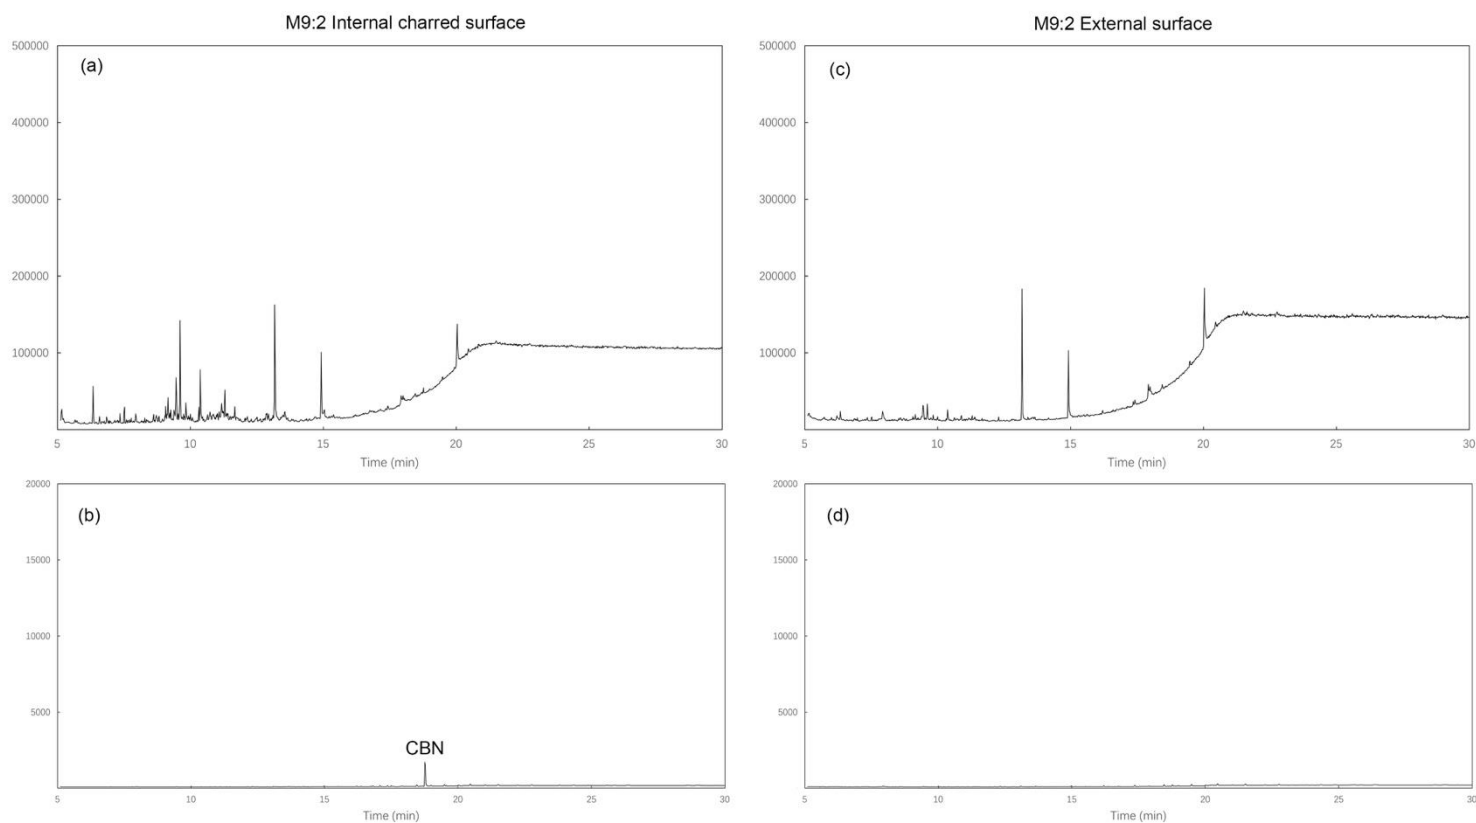 M9:2 Internal charred surface
(a)
500000
400000
300000
200000
100000
5 10 15 20 25 30
Time (min)
M9:2 External surface
(c)
500000
400000
300000
200000
100000
5 10 15 20 25 30
Time (min)
(b)
20000
15000
10000
5000
CBN
5 10 15 20 25 30
Time (min)
(d)
20000
15000
10000
5000
5 10 15 20 25 30
Time (min)